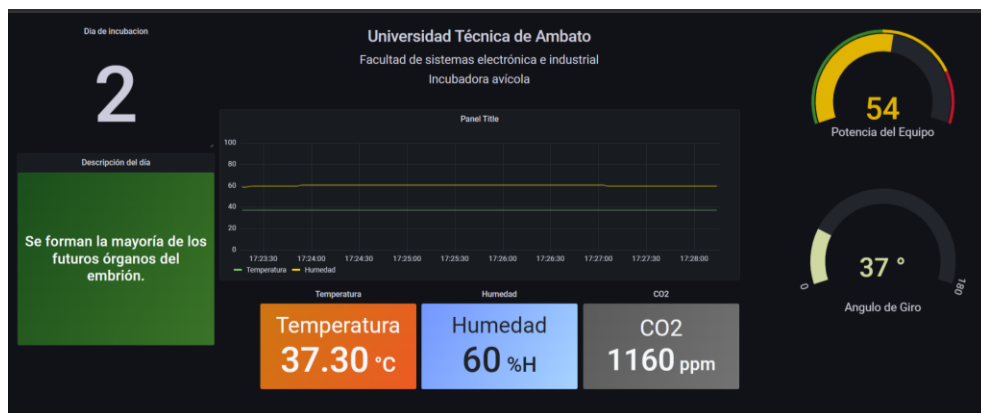 Dia de incubacion
2
Descripción del día
Se forman la mayoría de los
futuros órganos del
embrión.
Universidad Técnica de Ambato
Facultad de sistemas electrónica e industrial
Incubadora avícola
Panel Title
100
80
60
40
20
0
17:23:30 17:24:00 17:24:30 17:25:00 17:25:30 17:26:00 17:26:30 17:27:00 17:27:30 17:28:00
Temperatura Humedad
Temperatura
Temperatura
37.30 °C
Humedad
Humedad
60 %H
CO2
CO2
1160 ppm
54
Potencia del Equipo
37 °
0 180
Angulo de Giro